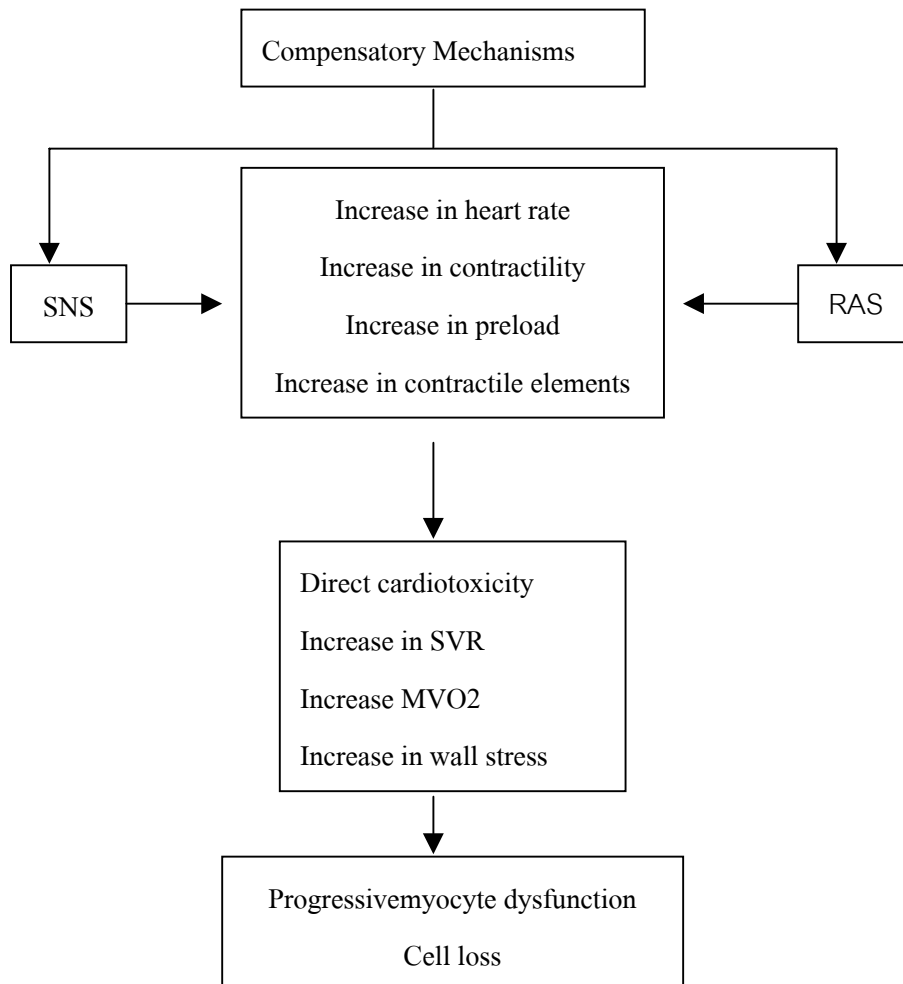 Compensatory Mechanisms
Increase in heart rate
Increase in contractility
Increase in preload
Increase in contractile elements
SNS
RAS
Direct cardiotoxicity
Increase in SVR
Increase MVO2
Increase in wall stress
Progressivemyocyte dysfunction
Cell loss